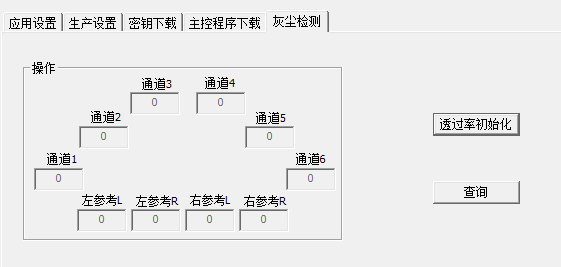 应用设置 生产设置 密钥下载 主控程序下载 灰尘检测
操作
通道3 通道4
0 0
通道2 通道5
0 0
透过率初始化
通道1 通道6
0 0
查询
左参考L 左参考R 右参考L 右参考R
0 0 0 0